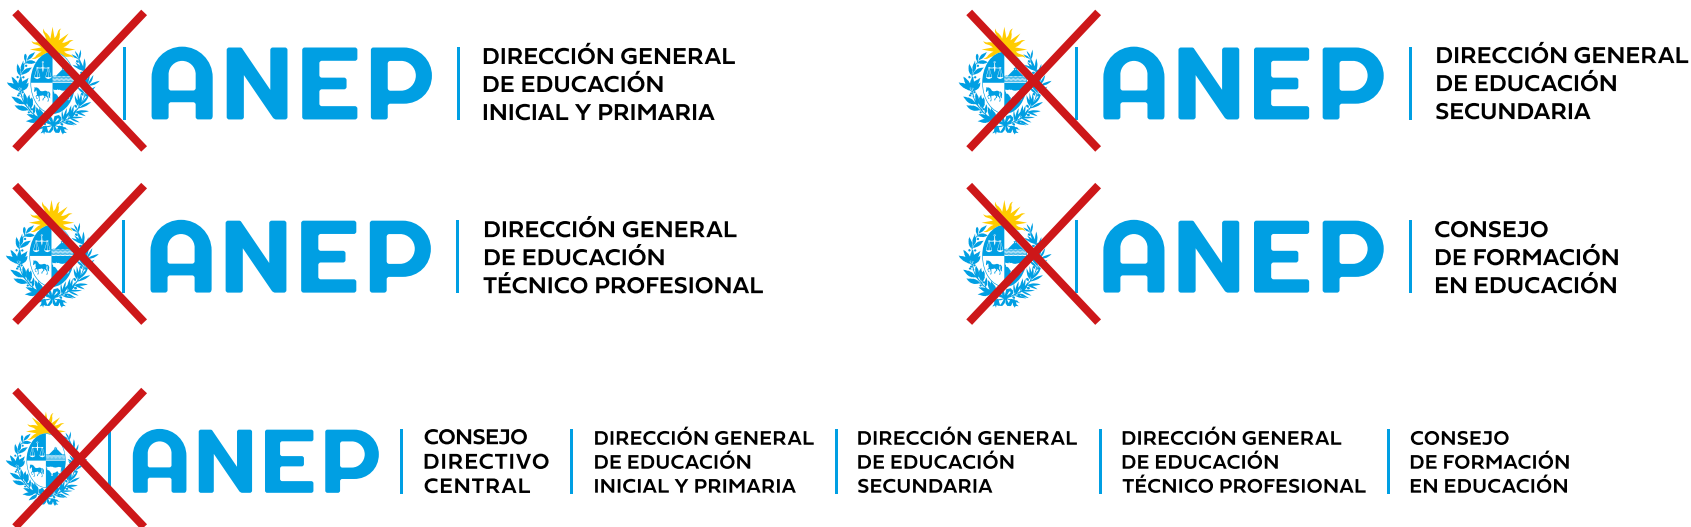 ANEP
DIRECCIÓN GENERAL
DE EDUCACIÓN
INICIAL Y PRIMARIA
ANEP
DIRECCIÓN GENERAL
DE EDUCACIÓN
SECUNDARIA
ANEP
DIRECCIÓN GENERAL
DE EDUCACIÓN
TÉCNICO PROFESIONAL
ANEP
CONSEJO
DE FORMACIÓN
EN EDUCACIÓN
ANEP
CONSEJO
DIRECTIVO
CENTRAL
DIRECCIÓN GENERAL
DE EDUCACIÓN
INICIAL Y PRIMARIA
DIRECCIÓN GENERAL
DE EDUCACIÓN
SECUNDARIA
DIRECCIÓN GENERAL
DE EDUCACIÓN
TÉCNICO PROFESIONAL
CONSEJO
DE FORMACIÓN
EN EDUCACIÓN